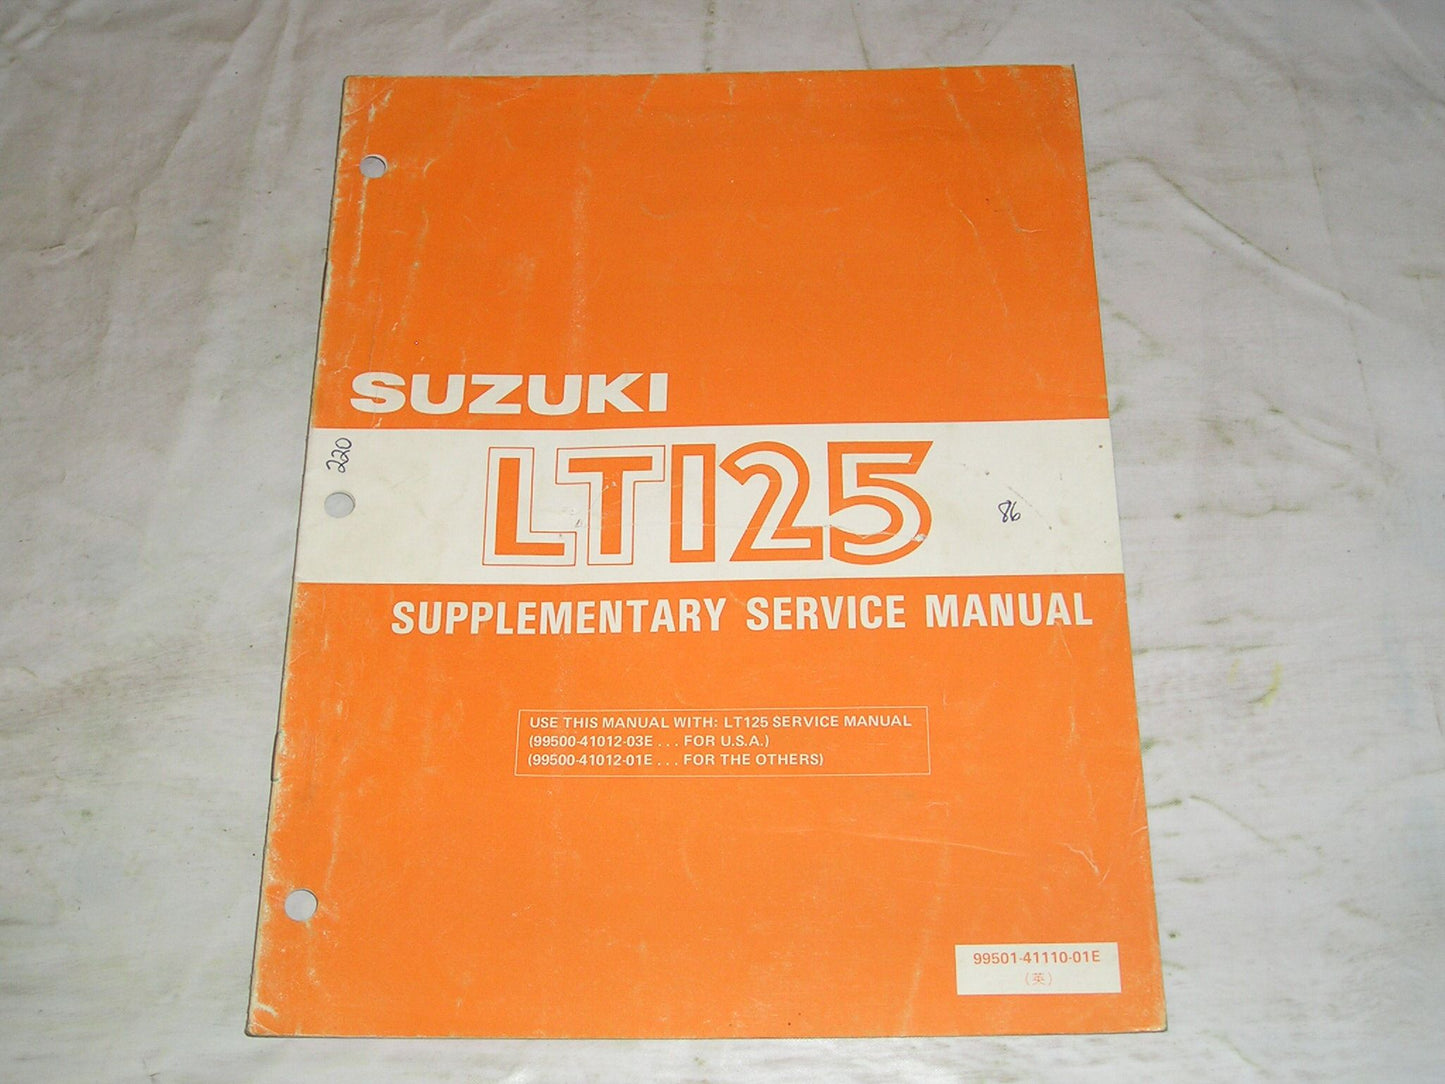 SUZUKI
220
LT125
86
SUPPLEMENTARY SERVICE MANUAL
USE THIS MANUAL WITH: LT125 SERVICE MANUAL
(99500-41012-03E . . . FOR U.S.A.)
(99500-41012-01E . . . FOR THE OTHERS)
99501-41110-01E
(英)